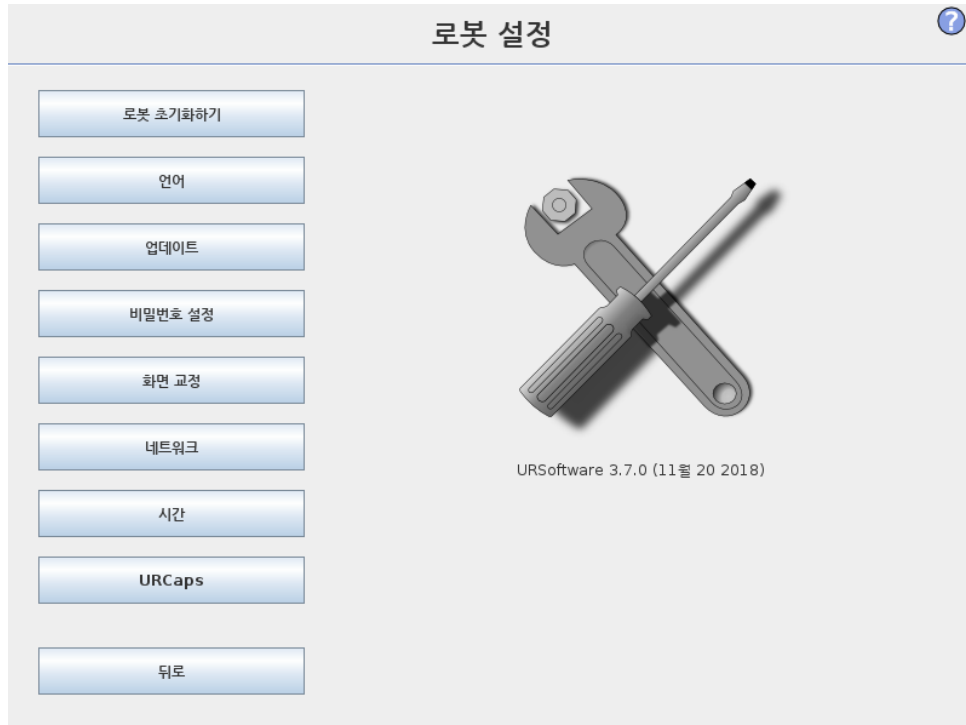 로봇 설정
?
로봇 초기화하기
언어
업데이트
비밀번호 설정
화면 교정
네트워크
시간
URCaps
뒤로
URSoftware 3.7.0 (11월 20 2018)